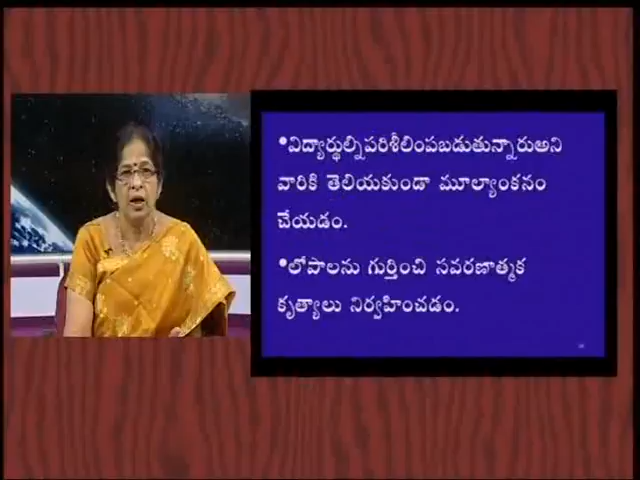 •విద్యార్థుల్నిపరిశీలింపబడుతున్నారుఅని
వారికి తెలియకుండా మూల్యాంకనం
చేయడం.
•లోపాలను గుర్తించి సవరణాత్మక
కృత్యాలు నిర్వహించడం.